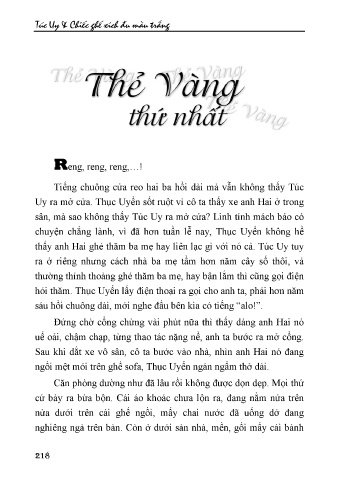 Túc Uy & Chiếc ghế xích đu màu trắng
Thẻ Vàng
Thẻ Vàng
Thẻ Vàng
thứ nhất
Thẻ Vàng
Reng, reng, reng,…!
Tiếng chuông cửa reo hai ba hồi dài mà vẫn không thấy Túc
Uy ra mở cửa. Thục Uyển sốt ruột vì cô ta thấy xe anh Hai ở trong
sân, mà sao không thấy Túc Uy ra mở cửa? Linh tính mách bảo có
chuyện chẳng lành, vì đã hơn tuần lễ nay, Thục Uyển không hề
thấy anh Hai ghé thăm ba mẹ hay liên lạc gì với nó cả. Túc Uy tuy
ra ở riêng nhưng cách nhà ba mẹ tầm hơn năm cây số thôi, và
thường thỉnh thoảng ghé thăm ba mẹ, hay bận lắm thì cũng gọi điện
hỏi thăm. Thục Uyển lấy điện thoại ra gọi cho anh ta, phải hơn năm
sáu hồi chuông dài, mới nghe đầu bên kia có tiếng “alo!”.
Đứng chờ cổng chừng vài phút nữa thì thấy dáng anh Hai nó
uể oải, chậm chạp, từng thao tác nặng nề, anh ta bước ra mở cổng.
Sau khi dắt xe vô sân, cô ta bước vào nhà, nhìn anh Hai nó đang
ngồi mệt mỏi trên ghế sofa, Thục Uyển ngán ngẩm thở dài.
Căn phòng dường như đã lâu rồi không được dọn dẹp. Mọi thứ
cứ bày ra bừa bộn. Cái áo khoác chưa lộn ra, đang nằm nửa trên
nửa dưới trên cái ghế ngồi, mấy chai nước đã uống dở dang
nghiêng ngả trên bàn. Còn ở dưới sàn nhà, mền, gối mấy cái bánh
218